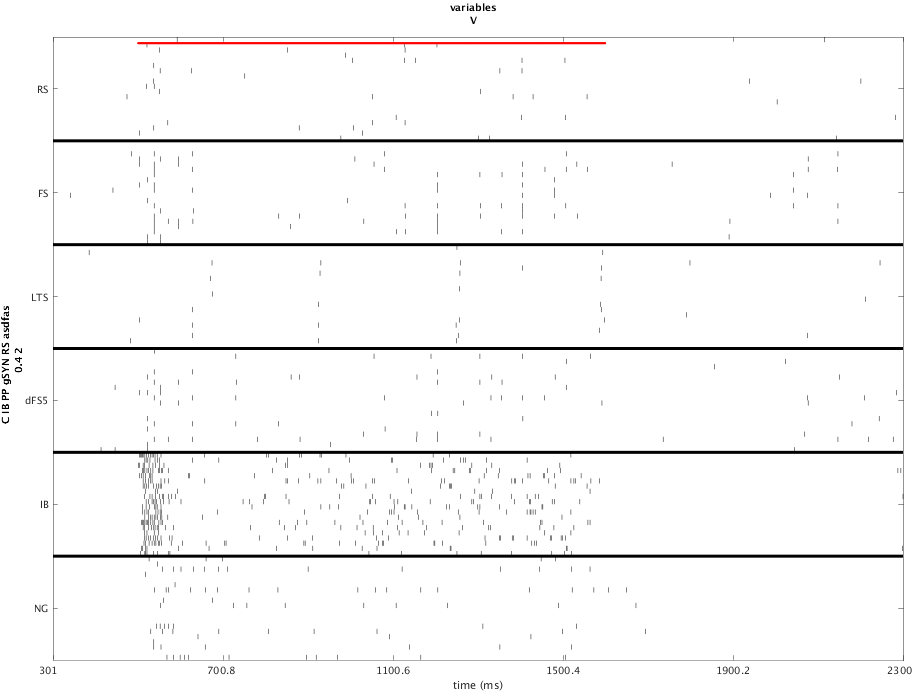 variables
V
RS
FS
LTS
dFS5
IB
NG
C IB PP gSYN RS asdfas
0.4 2
301
700.8
1100.6
1500.4
1900.2
2300
time (ms)